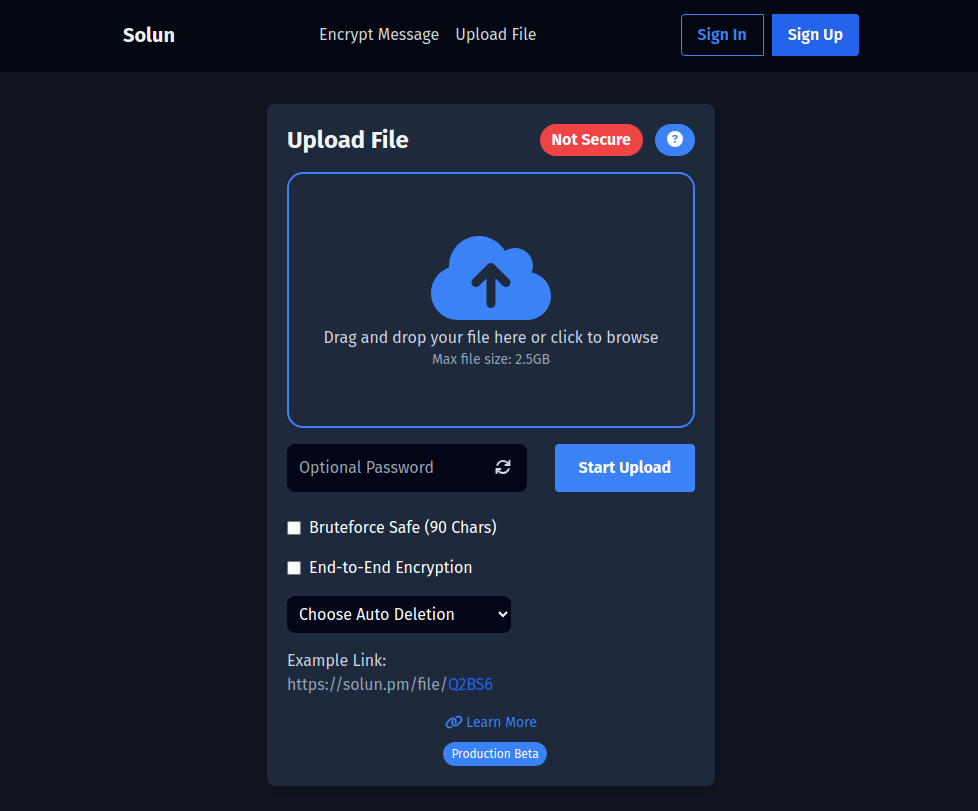 Solun Encrypt Message Upload File Sign In Sign Up
Upload File Not Secure ?
Drag and drop your file here or click to browse
Max file size: 2.5GB
Optional Password Start Upload
Bruteforce Safe (90 Chars)
End-to-End Encryption
Choose Auto Deletion
Example Link:
https://solun.pm/file/Q2BS6
Learn More
Production Beta